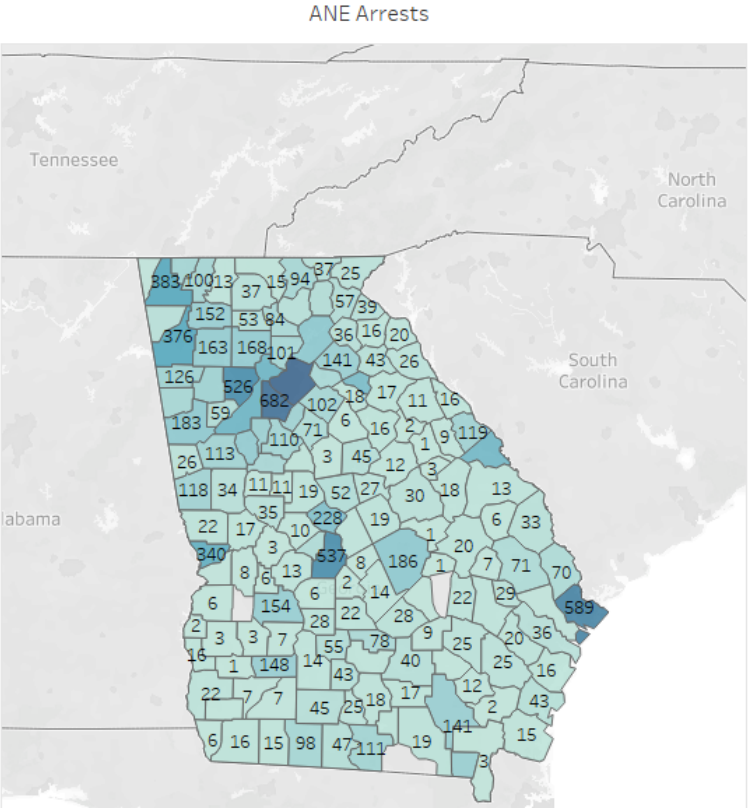 ANE Arrests
Tennessee
North
Carolina
South
Carolina
labama
383 100 13 37 15 94 37 25
152 53 84 57 39
376 163 168 101 36 16 20
141 43 26
126 526 682 102 18 17 11 16
183 59 110 71 6 16 2 1 9 119
26 113 3 45 12 3
118 34 11 11 19 52 27 30 18 13
22 17 35 10 228 19 6 33
340 3 537 8 186 1 20 7 71 70
8 6 13 2 14 1 22 29 589
6 154 6 22 28
2 3 3 7 28 55 78 9 25 20 36
16 1 148 14 43 40 25 16
22 7 7 45 25 18 17 12 2 43
141
6 16 15 98 47 111 19 3 15